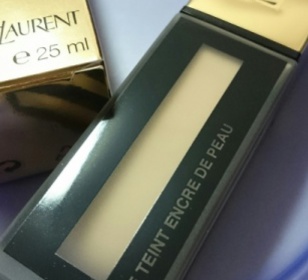 LAURENT
e 25 ml
TEINT ENCRE DE PEAU